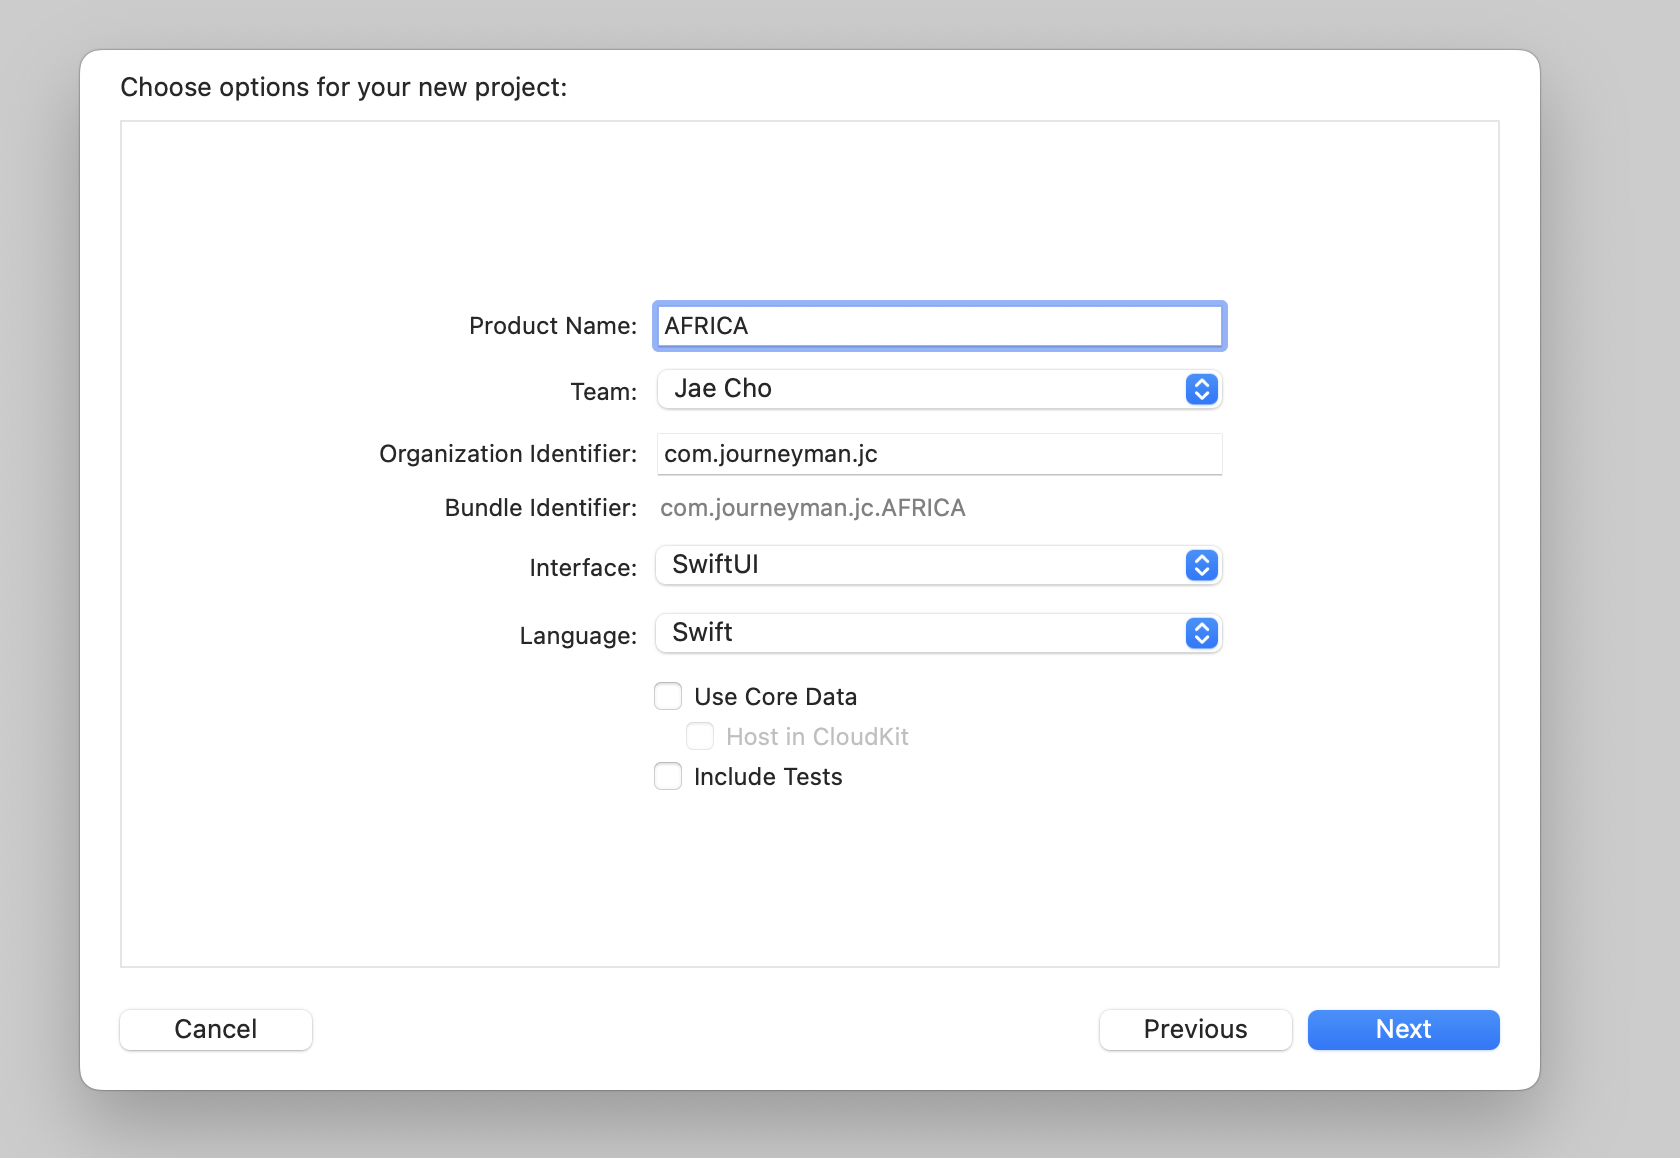 Choose options for your new project:
Product Name: AFRICA
Team: Jae Cho
Organization Identifier: com.journeyman.jc
Bundle Identifier: com.journeyman.jc.AFRICA
Interface: SwiftUI
Language: Swift
Use Core Data
Host in CloudKit
Include Tests
Cancel Previous Next